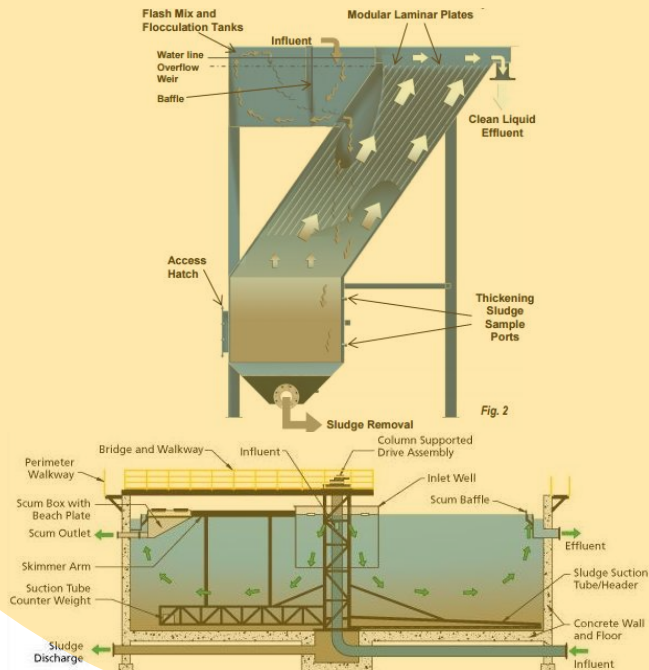 Flash Mix and
Flocculation Tanks
Influent
Modular Laminar Plates
Water line
Overflow
Weir
Baffle
Clean Liquid
Effluent
Access
Hatch
Thickening
Sludge
Sample
Ports
Fig. 2
Sludge Removal
Bridge and Walkway
Influent
Column Supported
Drive Assembly
Perimeter
Walkway
Inlet Well
Scum Box with
Beach Plate
Scum Baffle
Scum Outlet
Effluent
Skimmer Arm
Sludge Suction
Tube/Header
Suction Tube
Counter Weight
Concrete Wall
and Floor
Sludge
Discharge
Influent